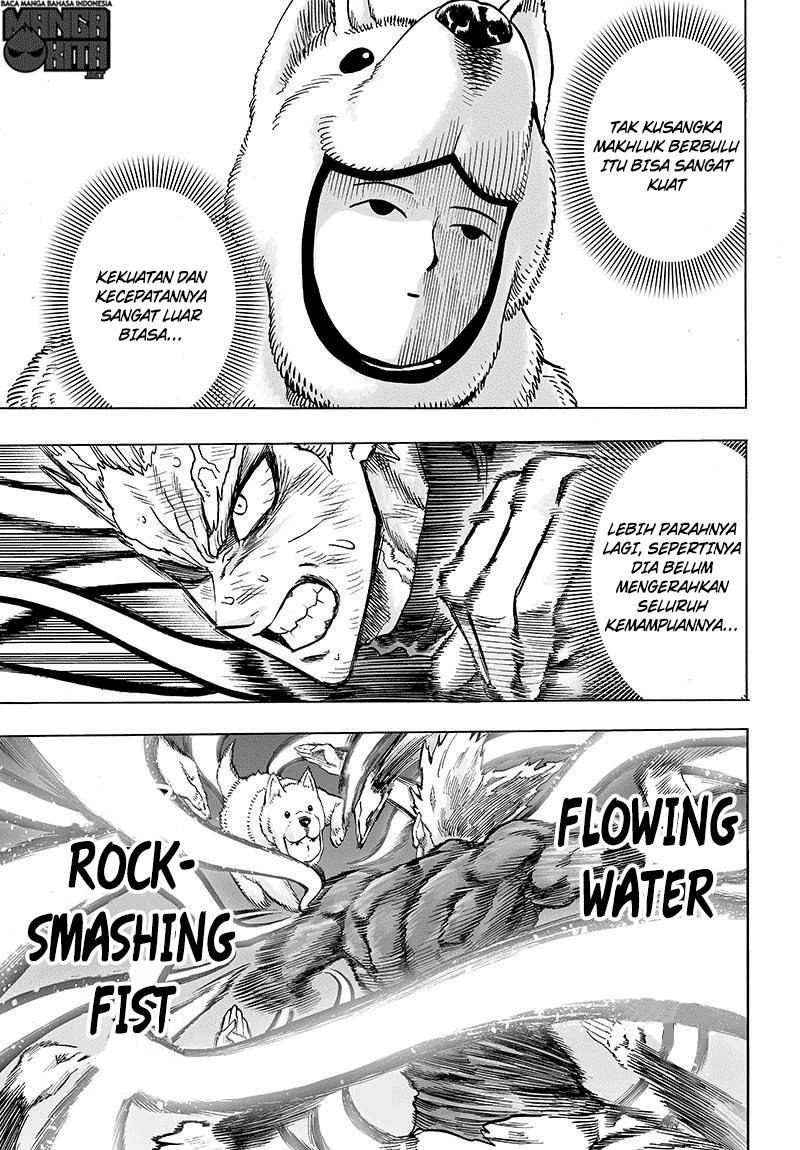 BACA MANGA BAHASA INDONESIA
MANGA
KITA
.NET
TAK KUSANGKA
MAKHLUK BERBULU
ITU BISA SANGAT
KUAT
KEKUATAN DAN
KECEPATANNYA
SANGAT LUAR
BIASA...
LEBIH PARAHNYA
LAGI, SEPERTINYA
DIA BELUM
MENGERAHKAN
SELURUH
KEMAMPUANNYA...
FLOWING
WATER
ROCK-
SMASHING
FIST